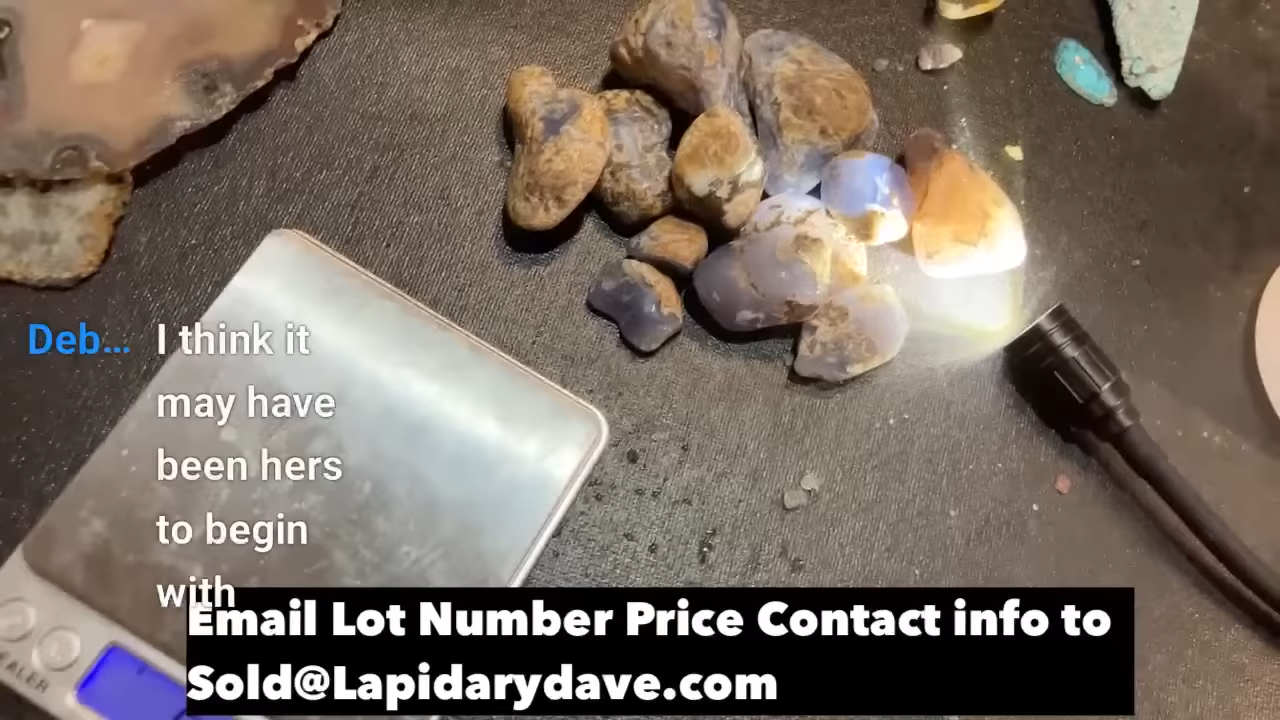 Deb... I think it
may have
been hers
to begin
with
Email Lot Number Price Contact info to
Sold@Lapidarydave.com